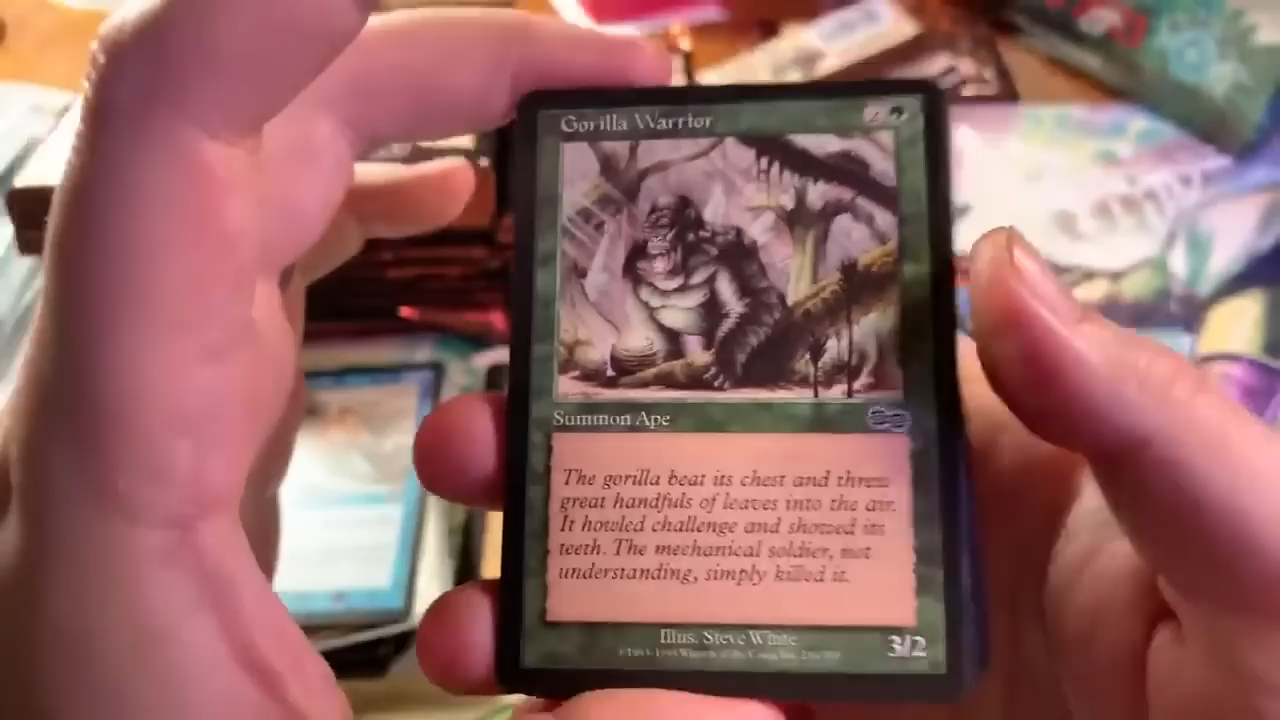 Gorilla Warrior
2
Summon Ape
The gorilla beat its chest and threw
great handfuls of leaves into the air.
It howled challenge and showed its
teeth. The mechanical soldier, not
understanding, simply killed it.
Illus. Steve White
3/2